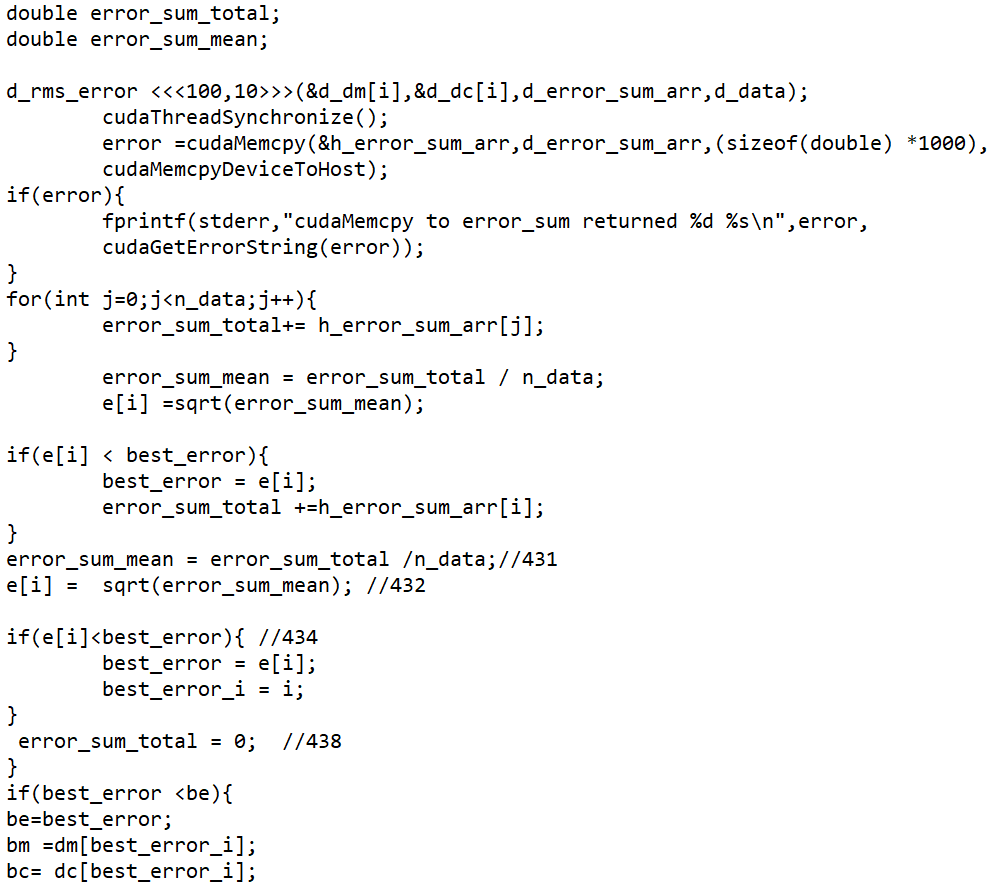 double error_sum_total;
double error_sum_mean;

d_rms_error <<<100,10>>>(&d_dm[i],&d_dc[i],d_error_sum_arr,d_data);
        cudaThreadSynchronize();
        error =cudaMemcpy(&h_error_sum_arr,d_error_sum_arr,(sizeof(double) *1000),
        cudaMemcpyDeviceToHost);
if(error){
        fprintf(stderr,"cudaMemcpy to error_sum returned %d %s\n",error,
        cudaGetErrorString(error));
}
for(int j=0;j<n_data;j++){
        error_sum_total+= h_error_sum_arr[j];
}
        error_sum_mean = error_sum_total / n_data;
        e[i] =sqrt(error_sum_mean);

if(e[i] < best_error){
        best_error = e[i];
        error_sum_total +=h_error_sum_arr[i];
}
error_sum_mean = error_sum_total /n_data;//431
e[i] =  sqrt(error_sum_mean); //432

if(e[i]<best_error){ //434
        best_error = e[i];
        best_error_i = i;
}
 error_sum_total = 0;  //438
}
if(best_error <be){
be=best_error;
bm =dm[best_error_i];
bc= dc[best_error_i];